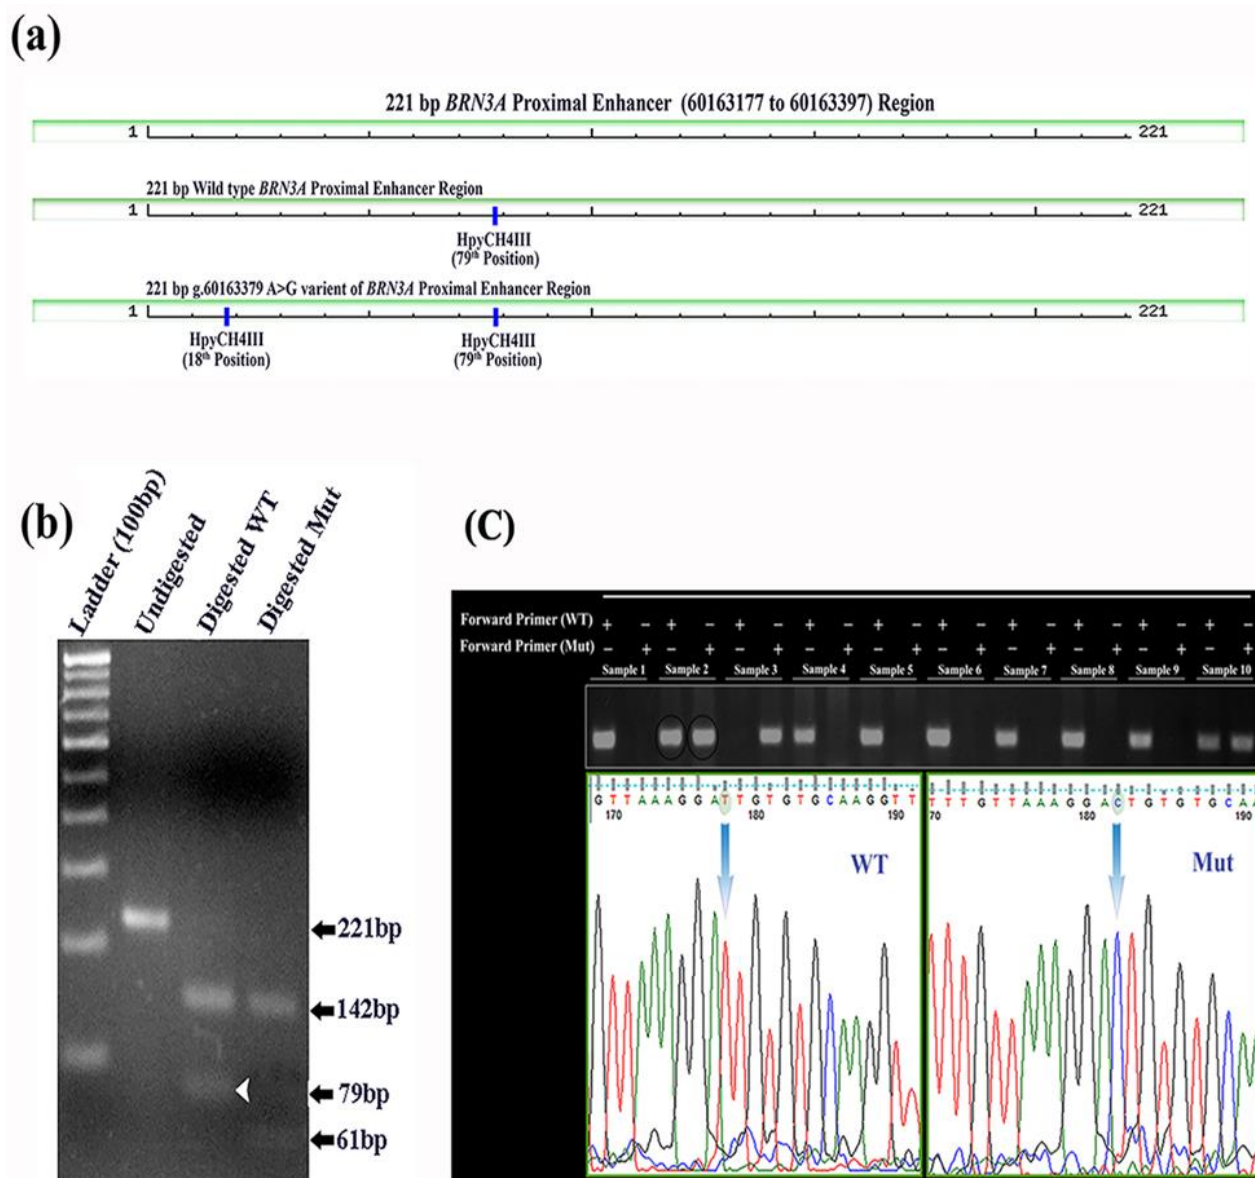 (a)
221 bp BRN3A Proximal Enhancer (60163177 to 60163397) Region
1 221
221 bp Wild type BRN3A Proximal Enhancer Region
1 221
HpyCH4III
(79th Position)
221 bp g.60163379 A>G varient of BRN3A Proximal Enhancer Region
1 221
HpyCH4III HpyCH4III
(18th Position) (79th Position)
(b)
Ladder (100bp)
Undigested
Digested WT
Digested Mut
221bp
142bp
79bp
61bp
(C)
Forward Primer (WT) + - + - + - + - + - + - + - + - + - + -
Forward Primer (Mut) - + - + - + - + - + - + - + - + - + - +
Sample 1 Sample 2 Sample 3 Sample 4 Sample 5 Sample 6 Sample 7 Sample 8 Sample 9 Sample 10
GTTAAAGGATTGTGTGCAAGGTT TTTGTTAAAGGACTGTGTGCAA
170 180 190 70 180 190
WT Mut